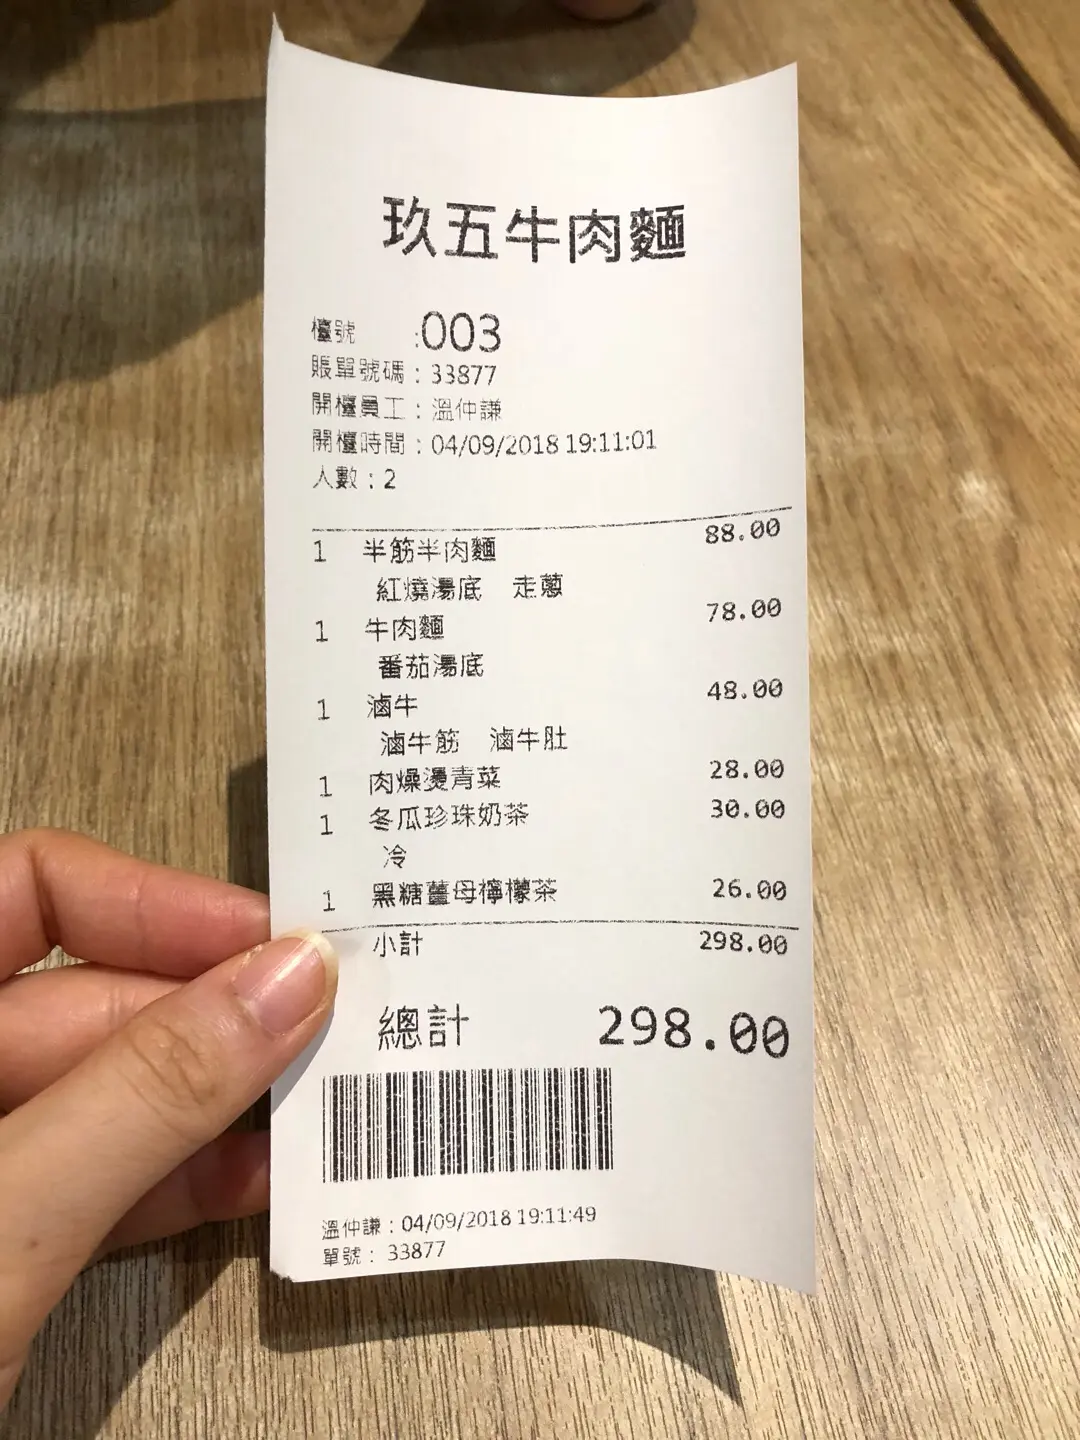 玖五牛肉麵
檯號 :003
賬單號碼 : 33877
開檯員工 : 溫仲謙
開檯時間 : 04/09/2018 19:11:01
人數 : 2
1 半筋半肉麵 88.00
紅燒湯底 走蔥
1 牛肉麵 78.00
番茄湯底
1 滷牛 48.00
滷牛筋 滷牛肚
1 肉燥燙青菜 28.00
1 冬瓜珍珠奶茶 30.00
冷
1 黑糖薑母檸檬茶 26.00
小計 298.00
總計 298.00
溫仲謙 : 04/09/2018 19:11:49
單號 : 33877